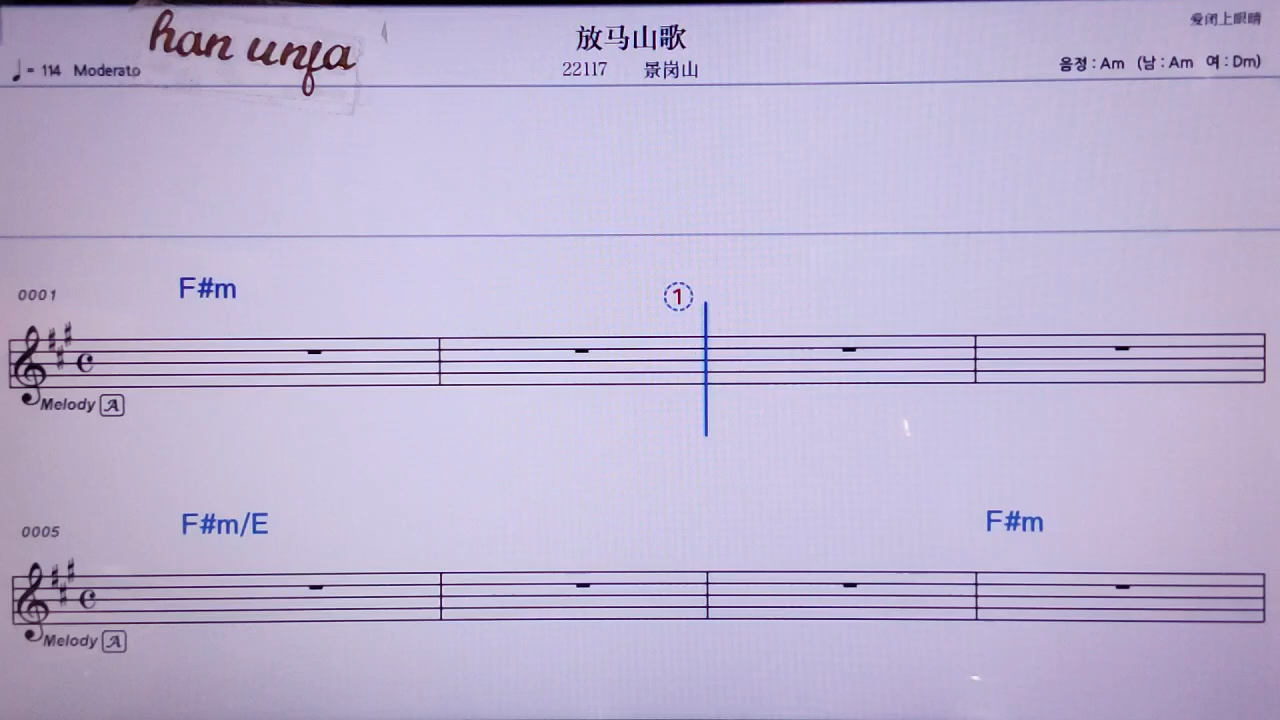 han unfa
放马山歌
爱闭上眼睛
♩= 114 Moderato
22117 景岗山
음정 : Am (남 : Am 여 : Dm)
0001 F#m ①
Melody A
0005 F#m/E F#m
Melody A